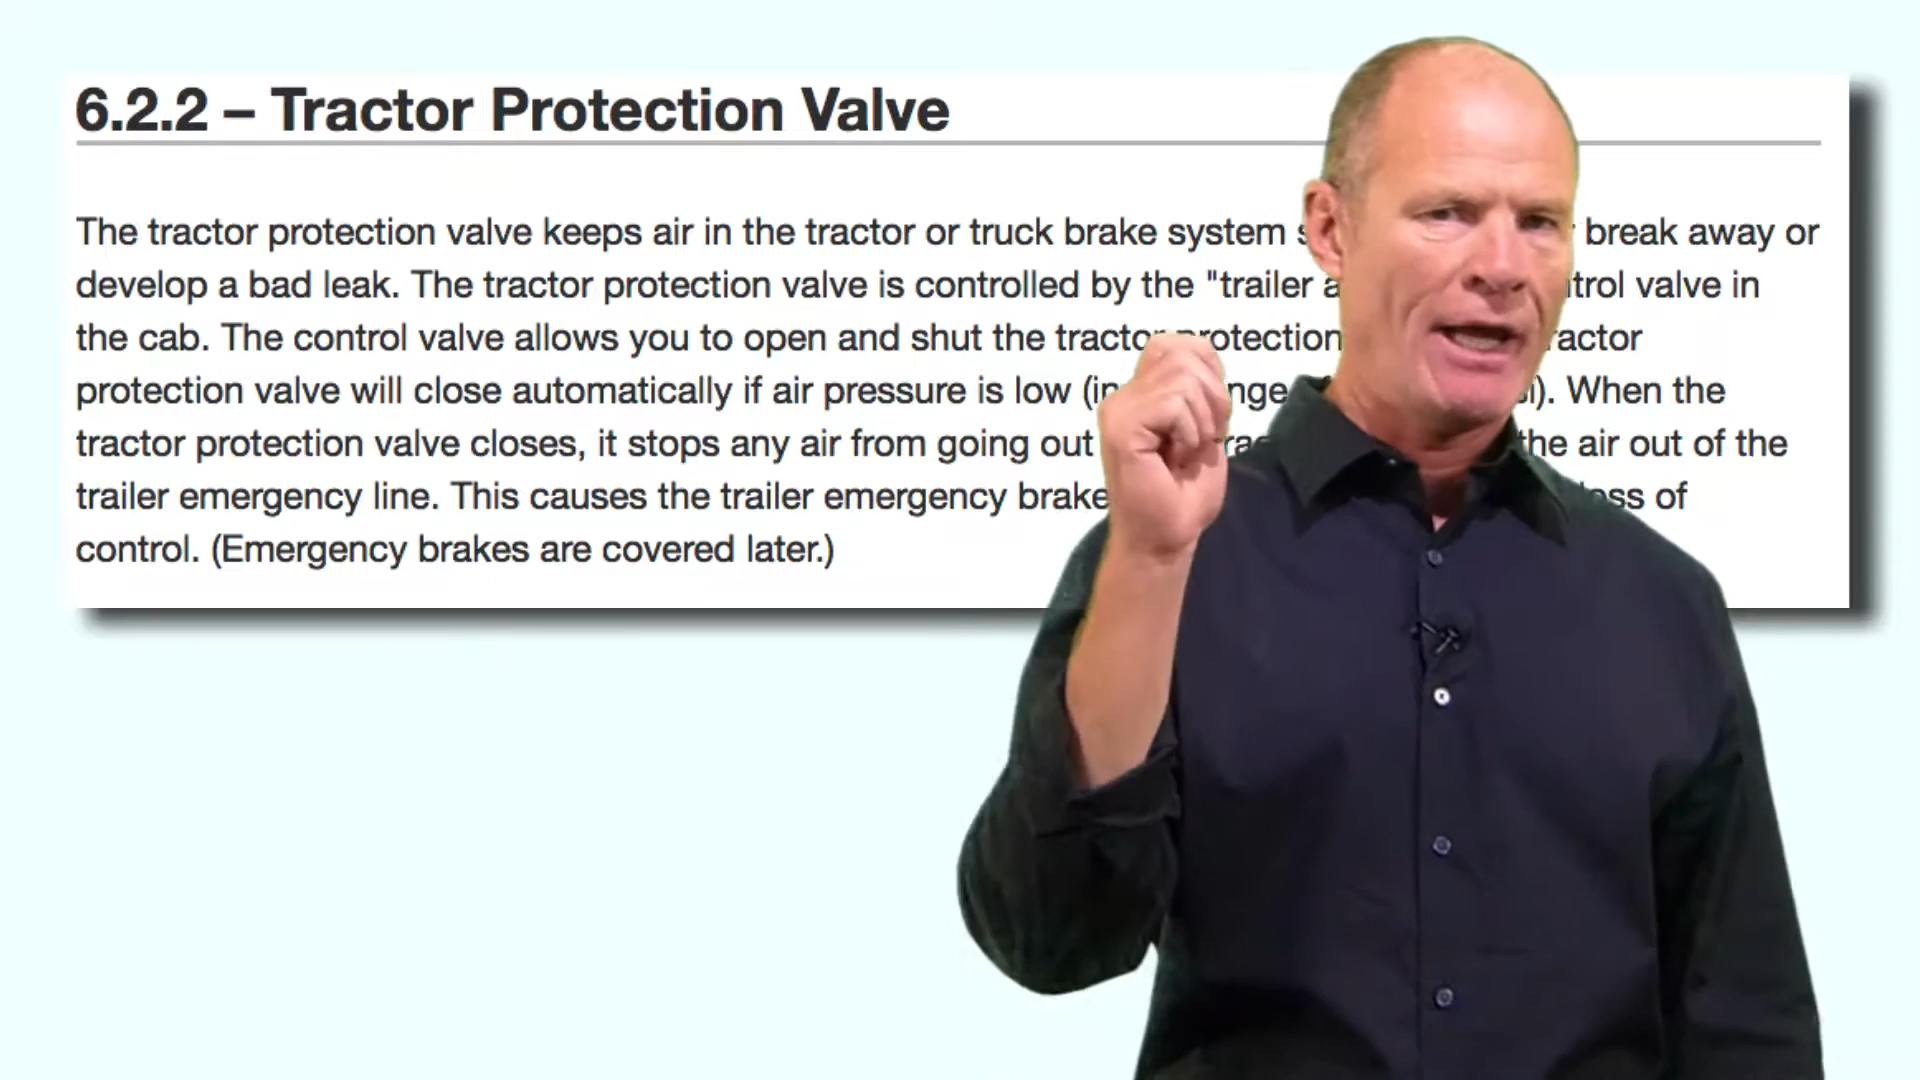 6.2.2 – Tractor Protection Valve
The tractor protection valve keeps air in the tractor or truck brake system break away or
develop a bad leak. The tractor protection valve is controlled by the "trailer valve in
the cab. The control valve allows you to open and shut the
protection valve will close automatically if air pressure is low When the
tractor protection valve closes, it stops any air from going out the air out of the
trailer emergency line. This causes the trailer emergency of
control. (Emergency brakes are covered later.)